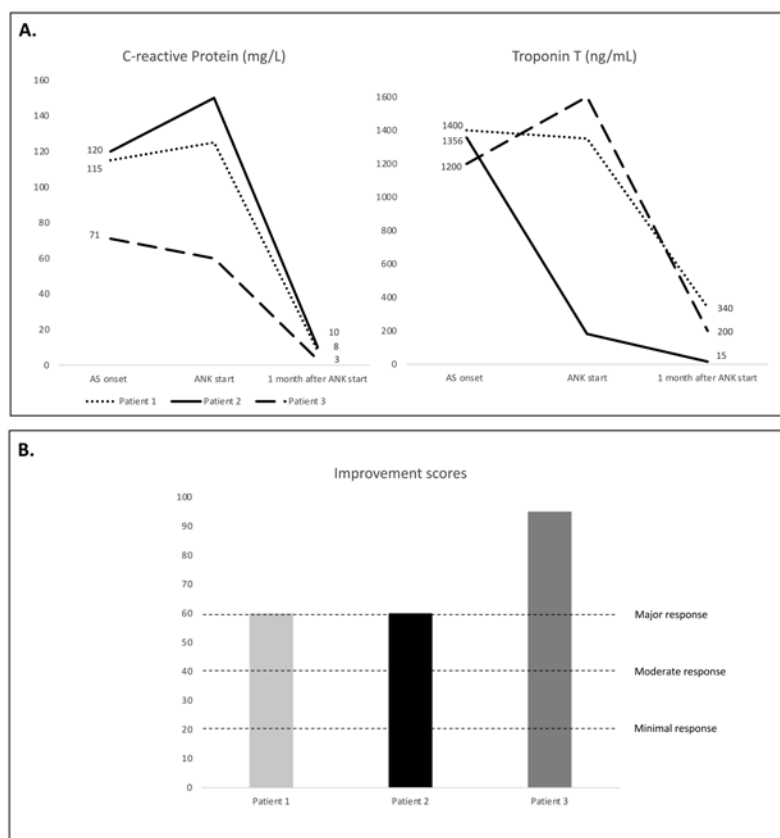 A.
C-reactive Protein (mg/L)
160
140
120
100
80
60
40
20
0
120
115
71
10
8
3
AS onset
ANK start
1 month after ANK start
Patient 1
Patient 2
Patient 3
Troponin T (ng/mL)
1600
1400
1200
1000
800
600
400
200
0
1400
1356
1200
340
200
15
AS onset
ANK start
1 month after ANK start
B.
Improvement scores
100
90
80
70
60
50
40
30
20
10
0
Major response
Moderate response
Minimal response
Patient 1
Patient 2
Patient 3